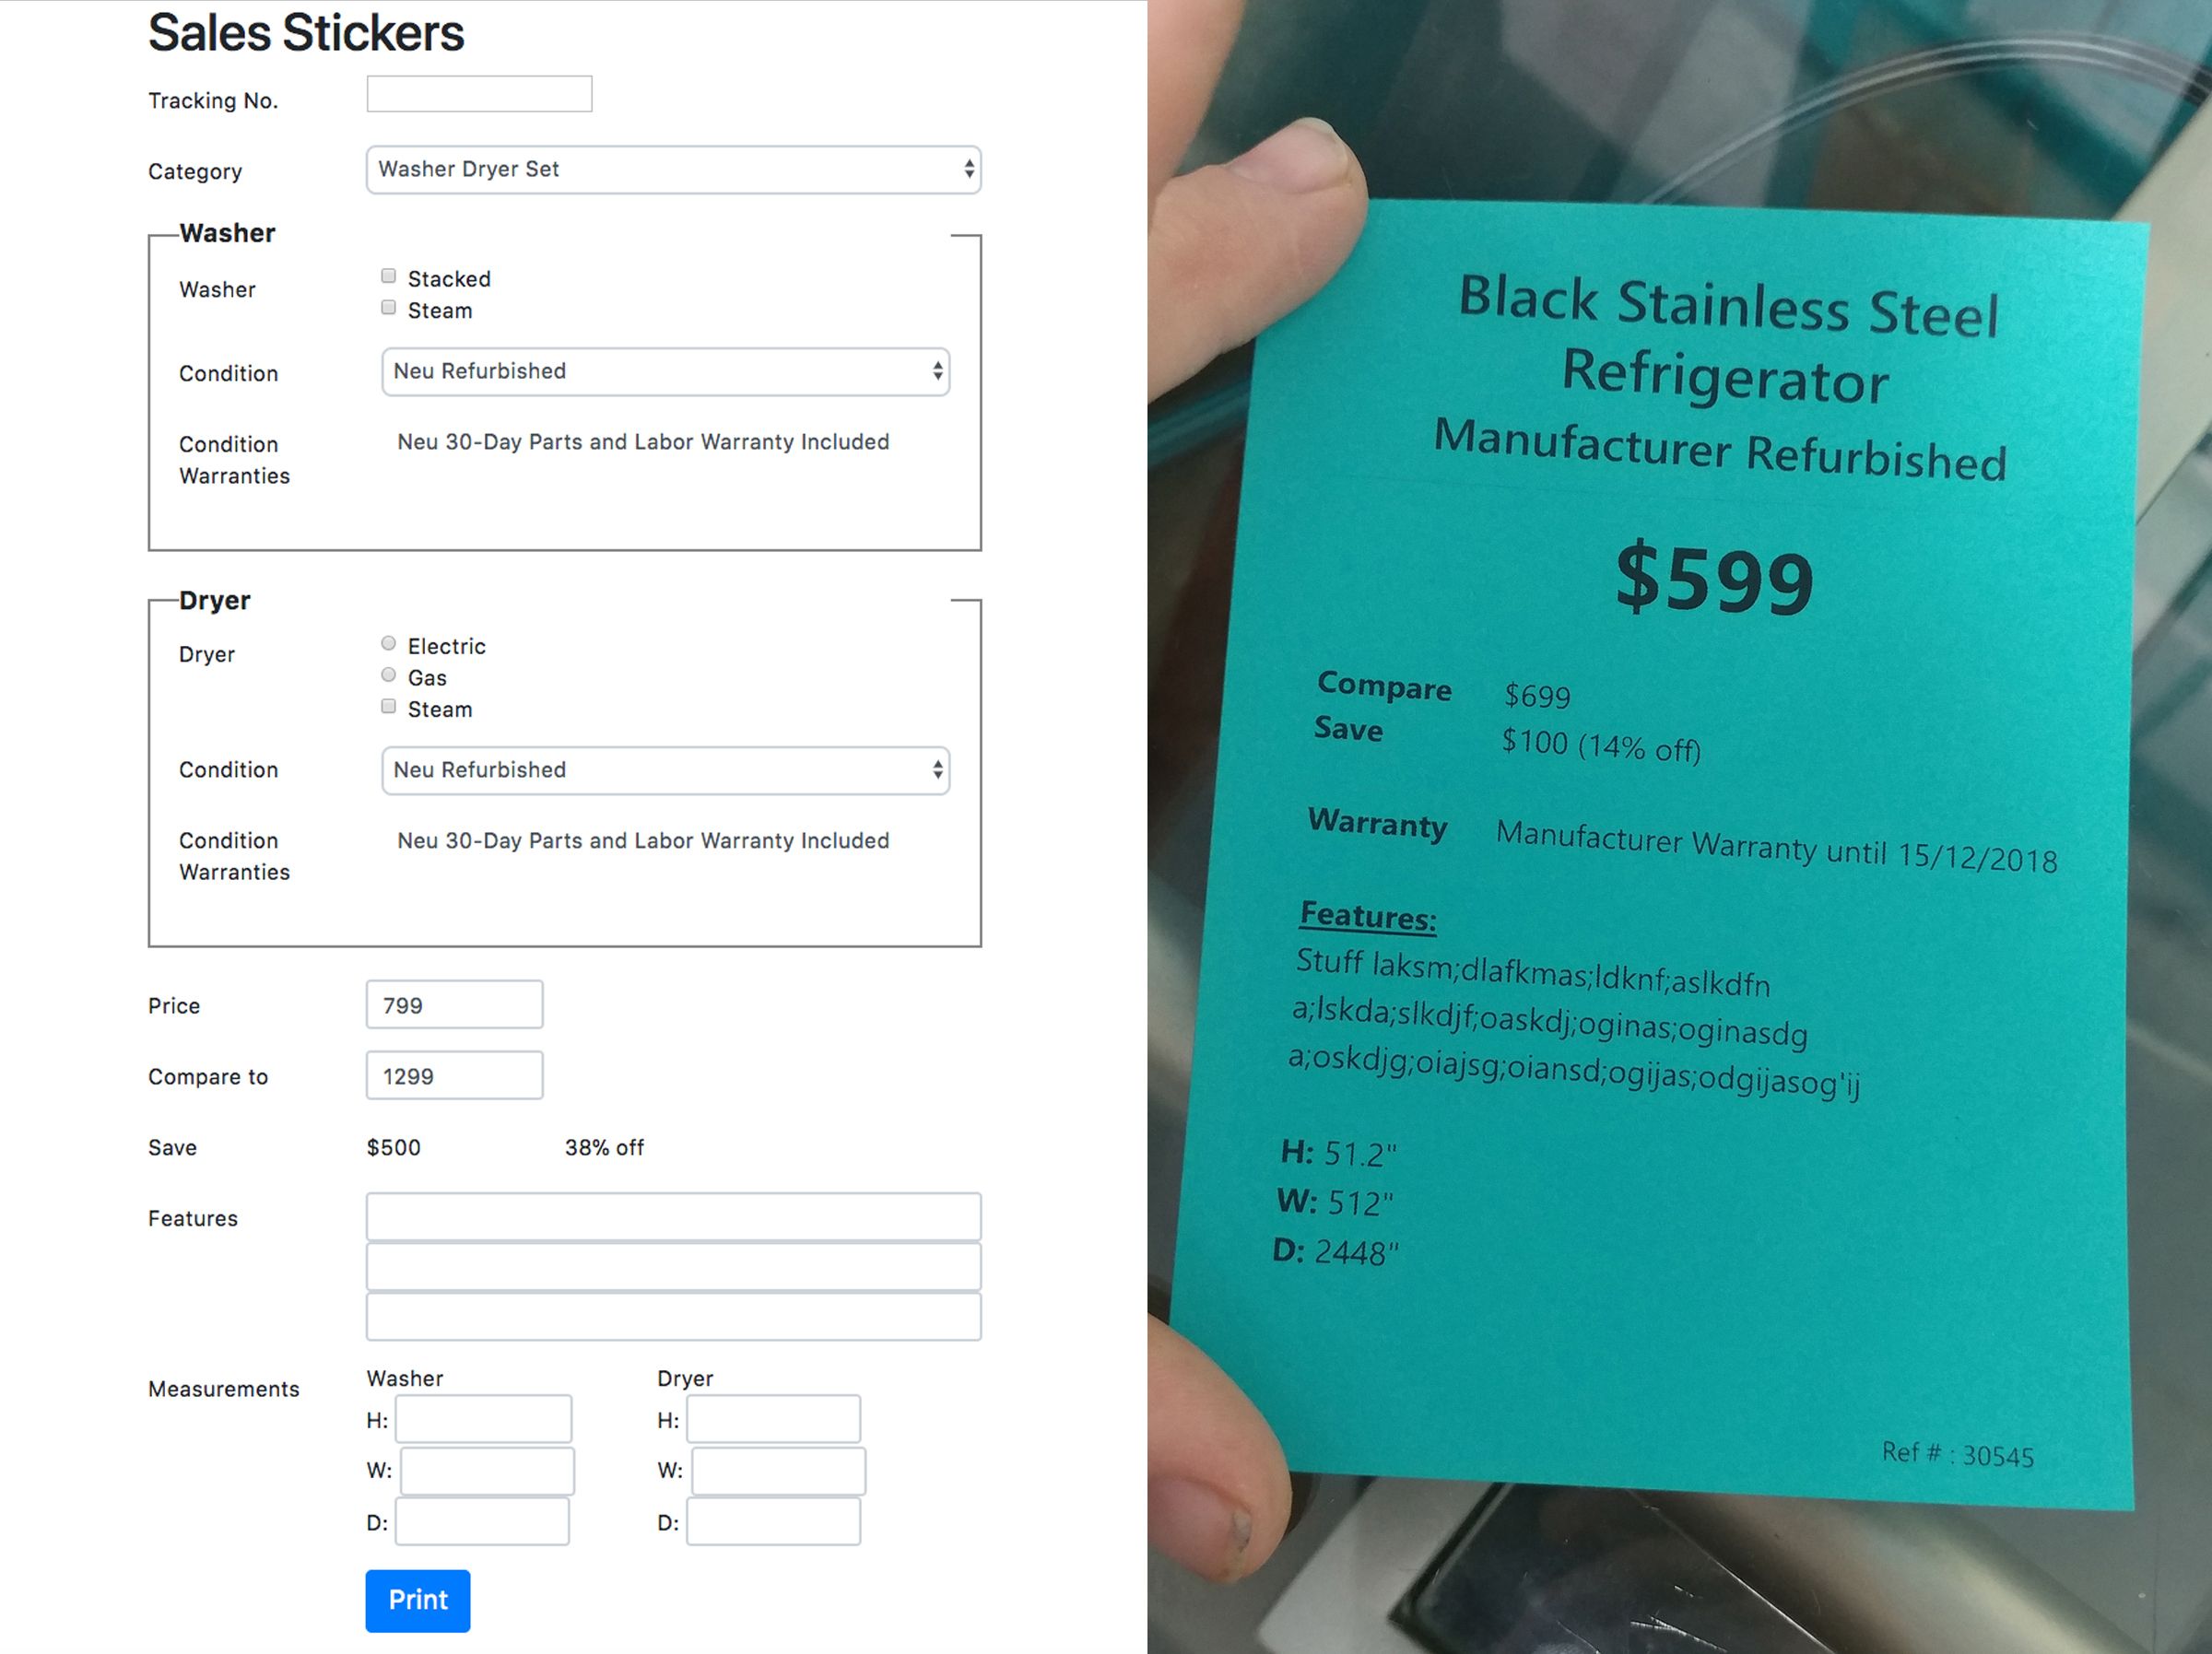 Sales Stickers
Tracking No.
Category Washer Dryer Set
Washer
Washer Stacked
Steam
Condition Neu Refurbished
Condition Neu 30-Day Parts and Labor Warranty Included
Warranties
Dryer
Dryer Electric
Gas
Steam
Condition Neu Refurbished
Condition Neu 30-Day Parts and Labor Warranty Included
Warranties
Price 799
Compare to 1299
Save $500 38% off
Features
Measurements Washer Dryer
H: H:
W: W:
D: D:
Print
Black Stainless Steel
Refrigerator
Manufacturer Refurbished
$599
Compare $699
Save $100 (14% off)
Warranty Manufacturer Warranty until 15/12/2018
Features:
Stuff laksm;dlafkmas;ldknf;aslkdfn
a;lskda;slkdjf;oaskdj;oginas;oginasdg
a;oskdjg;oiajsg;oiansd;ogijas;odgijasog'ij
H: 51.2"
W: 512"
D: 2448"
Ref # : 30545